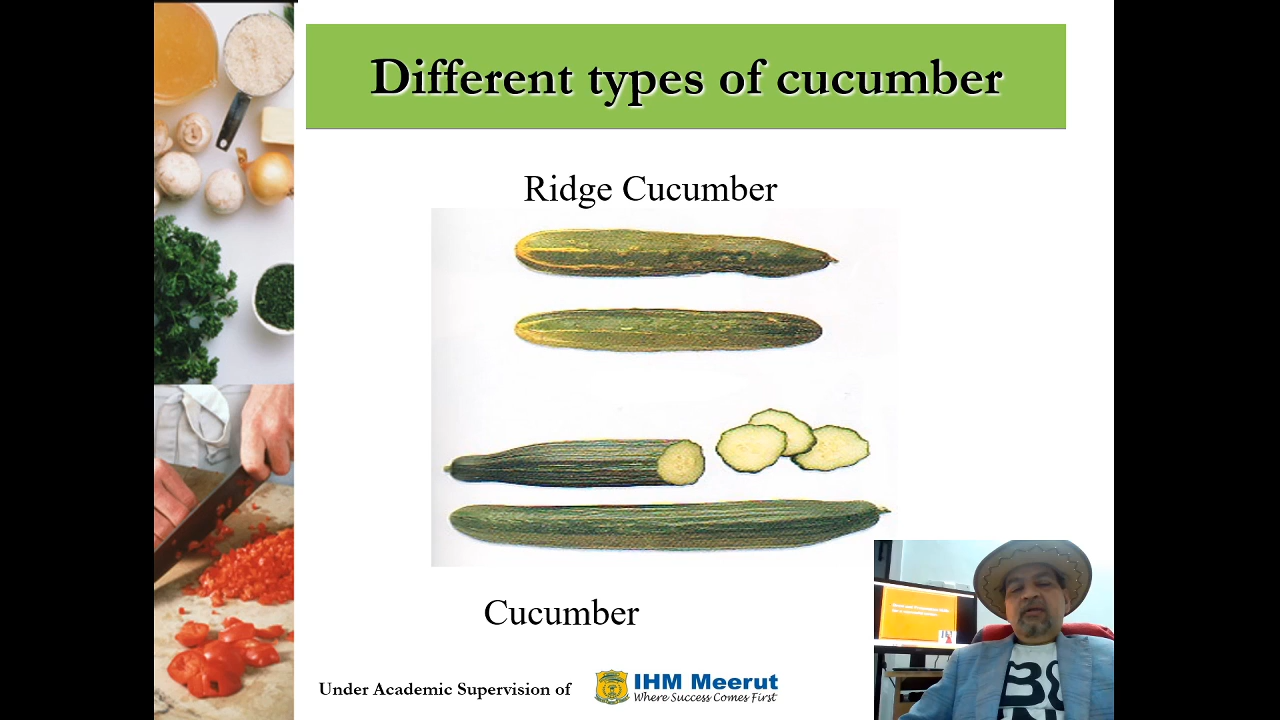 Different types of cucumber
Ridge Cucumber
Cucumber
Under Academic Supervision of
IHM Meerut
Where Success Comes First